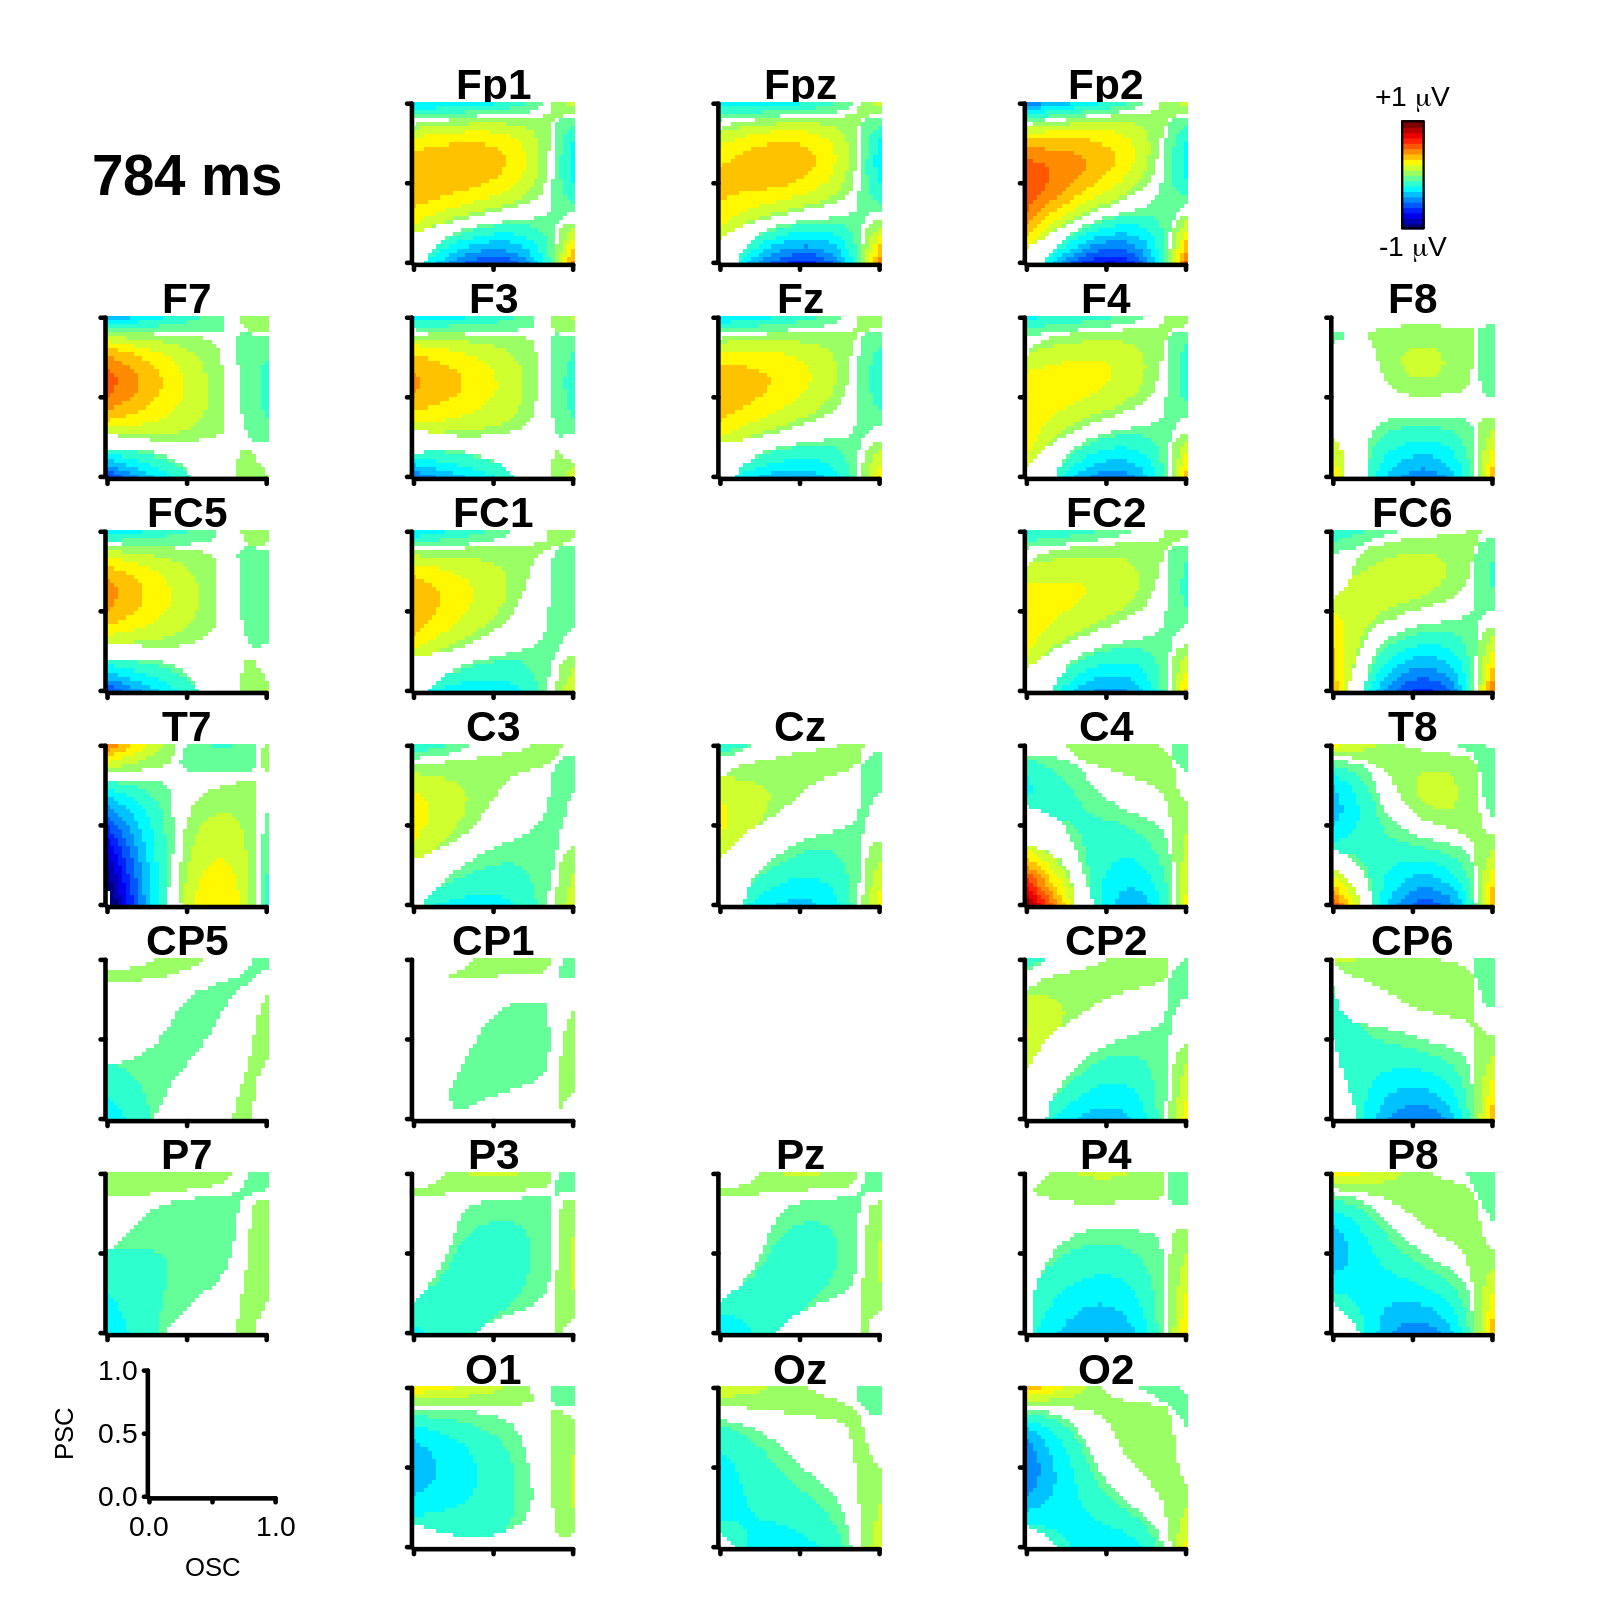 Fp1 Fpz Fp2
+1 μV
784 ms
-1 μV
F7 F3 Fz F4 F8
FC5 FC1 FC2 FC6
T7 C3 Cz C4 T8
CP5 CP1 CP2 CP6
P7 P3 Pz P4 P8
O1 Oz O2
1.0
PSC
0.5
0.0
0.0 1.0
OSC